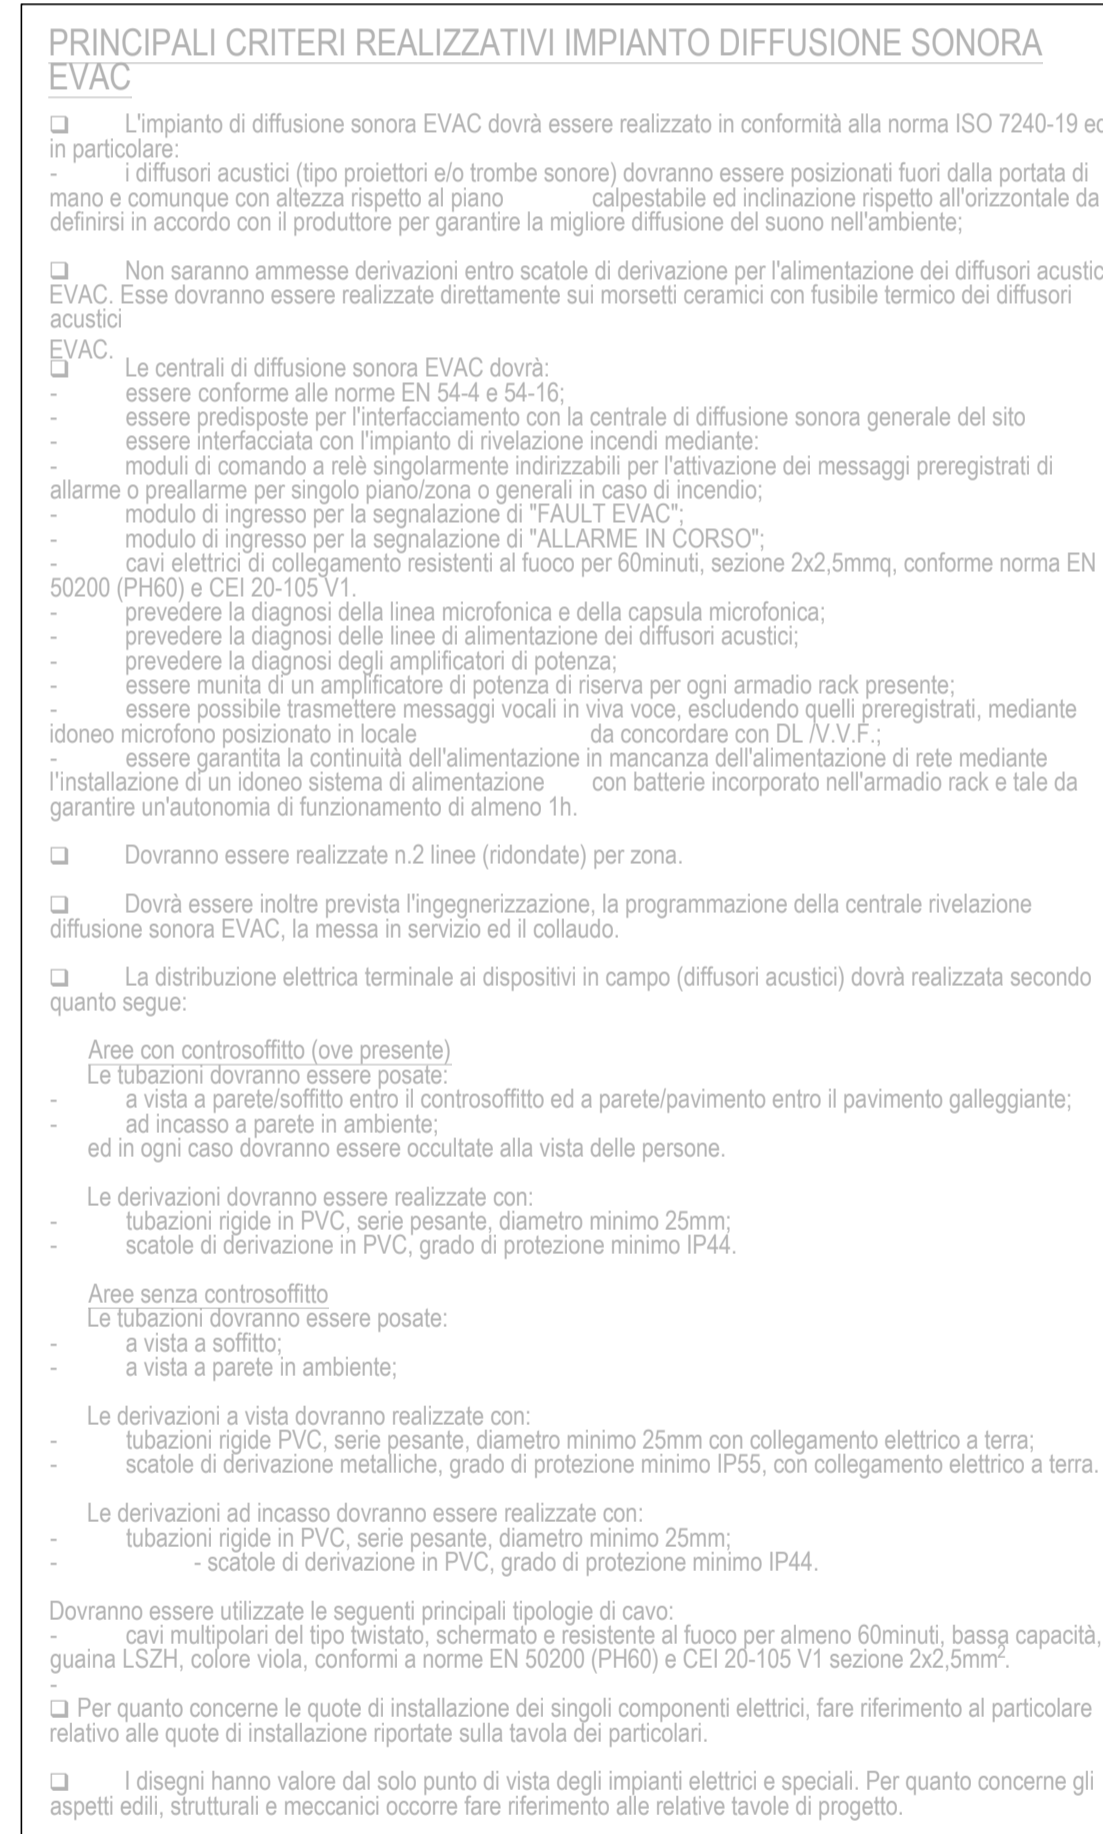 PRINCIPALI CRITERI REALIZZATIVI IMPIANTO DIFFUSIONE SONORA
EVAC
❑ L'impianto di diffusione sonora EVAC dovrà essere realizzato in conformità alla norma ISO 7240-19 ed
in particolare:
- i diffusori acustici (tipo proiettori e/o trombe sonore) dovranno essere posizionati fuori dalla portata di
mano e comunque con altezza rispetto al piano calpestabile ed inclinazione rispetto all'orizzontale da
definirsi in accordo con il produttore per garantire la migliore diffusione del suono nell'ambiente;
❑ Non saranno ammesse derivazioni entro scatole di derivazione per l'alimentazione dei diffusori acustic
EVAC. Esse dovranno essere realizzate direttamente sui morsetti ceramici con fusibile termico dei diffusori
acustici
EVAC.
❑ Le centrali di diffusione sonora EVAC dovrà:
- essere conforme alle norme EN 54-4 e 54-16;
- essere predisposte per l'interfacciamento con la centrale di diffusione sonora generale del sito
- essere interfacciata con l'impianto di rivelazione incendi mediante:
- moduli di comando a relè singolarmente indirizzabili per l'attivazione dei messaggi preregistrati di
allarme o preallarme per singolo piano/zona o generali in caso di incendio;
- modulo di ingresso per la segnalazione di "FAULT EVAC";
- modulo di ingresso per la segnalazione di "ALLARME IN CORSO";
- cavi elettrici di collegamento resistenti al fuoco per 60minuti, sezione 2x2,5mmq, conforme norma EN
50200 (PH60) e CEI 20-105 V1.
- prevedere la diagnosi della linea microfonica e della capsula microfonica;
- prevedere la diagnosi delle linee di alimentazione dei diffusori acustici;
- prevedere la diagnosi degli amplificatori di potenza;
- essere munita di un amplificatore di potenza di riserva per ogni armadio rack presente;
- essere possibile trasmettere messaggi vocali in viva voce, escludendo quelli preregistrati, mediante
idoneo microfono posizionato in locale da concordare con DL /V.V.F.;
- essere garantita la continuità dell'alimentazione in mancanza dell'alimentazione di rete mediante
l'installazione di un idoneo sistema di alimentazione con batterie incorporato nell'armadio rack e tale da
garantire un'autonomia di funzionamento di almeno 1h.
❑ Dovranno essere realizzate n.2 linee (ridondate) per zona.
❑ Dovrà essere inoltre prevista l'ingegnerizzazione, la programmazione della centrale rivelazione
diffusione sonora EVAC, la messa in servizio ed il collaudo.
❑ La distribuzione elettrica terminale ai dispositivi in campo (diffusori acustici) dovrà realizzata secondo
quanto segue:
Aree con controsoffitto (ove presente)
Le tubazioni dovranno essere posate:
- a vista a parete/soffitto entro il controsoffitto ed a parete/pavimento entro il pavimento galleggiante;
- ad incasso a parete in ambiente;
ed in ogni caso dovranno essere occultate alla vista delle persone.
Le derivazioni dovranno essere realizzate con:
- tubazioni rigide in PVC, serie pesante, diametro minimo 25mm;
- scatole di derivazione in PVC, grado di protezione minimo IP44.
Aree senza controsoffitto
Le tubazioni dovranno essere posate:
- a vista a soffitto;
- a vista a parete in ambiente;
Le derivazioni a vista dovranno realizzate con:
- tubazioni rigide PVC, serie pesante, diametro minimo 25mm con collegamento elettrico a terra;
- scatole di derivazione metalliche, grado di protezione minimo IP55, con collegamento elettrico a terra.
Le derivazioni ad incasso dovranno essere realizzate con:
- tubazioni rigide in PVC, serie pesante, diametro minimo 25mm;
- - scatole di derivazione in PVC, grado di protezione minimo IP44.
Dovranno essere utilizzate le seguenti principali tipologie di cavo:
- cavi multipolari del tipo twistato, schermato e resistente al fuoco per almeno 60minuti, bassa capacità,
guaina LSZH, colore viola, conformi a norme EN 50200 (PH60) e CEI 20-105 V1 sezione 2x2,5mm².
-
❑ Per quanto concerne le quote di installazione dei singoli componenti elettrici, fare riferimento al particolare
relativo alle quote di installazione riportate sulla tavola dei particolari.
❑ I disegni hanno valore dal solo punto di vista degli impianti elettrici e speciali. Per quanto concerne gli
aspetti edili, strutturali e meccanici occorre fare riferimento alle relative tavole di progetto.